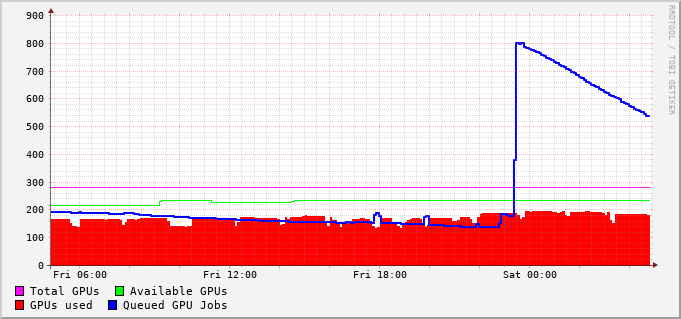 900
800
700
600
500
400
300
200
100
0
Fri 06:00 Fri 12:00 Fri 18:00 Sat 00:00
Total GPUs Available GPUs
GPUs used Queued GPU Jobs
RRDTOOL / TOBI OETIKER